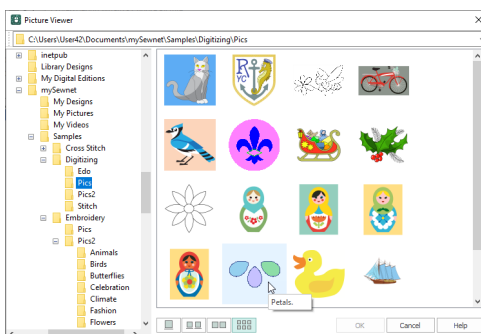 Picture Viewer
C:\Users\User42\Documents\mySewnet\Samples\Digitizing\Pics
inetpub
Library Designs
My Digital Editions
mySewnet
My Designs
My Pictures
My Videos
Samples
Cross Stitch
Digitizing
Edo
Pics
Pics2
Stitch
Embroidery
Pics
Pics2
Animals
Birds
Butterflies
Celebration
Climate
Fashion
Flowers
R
YC
Petals.
OK
Cancel
Help